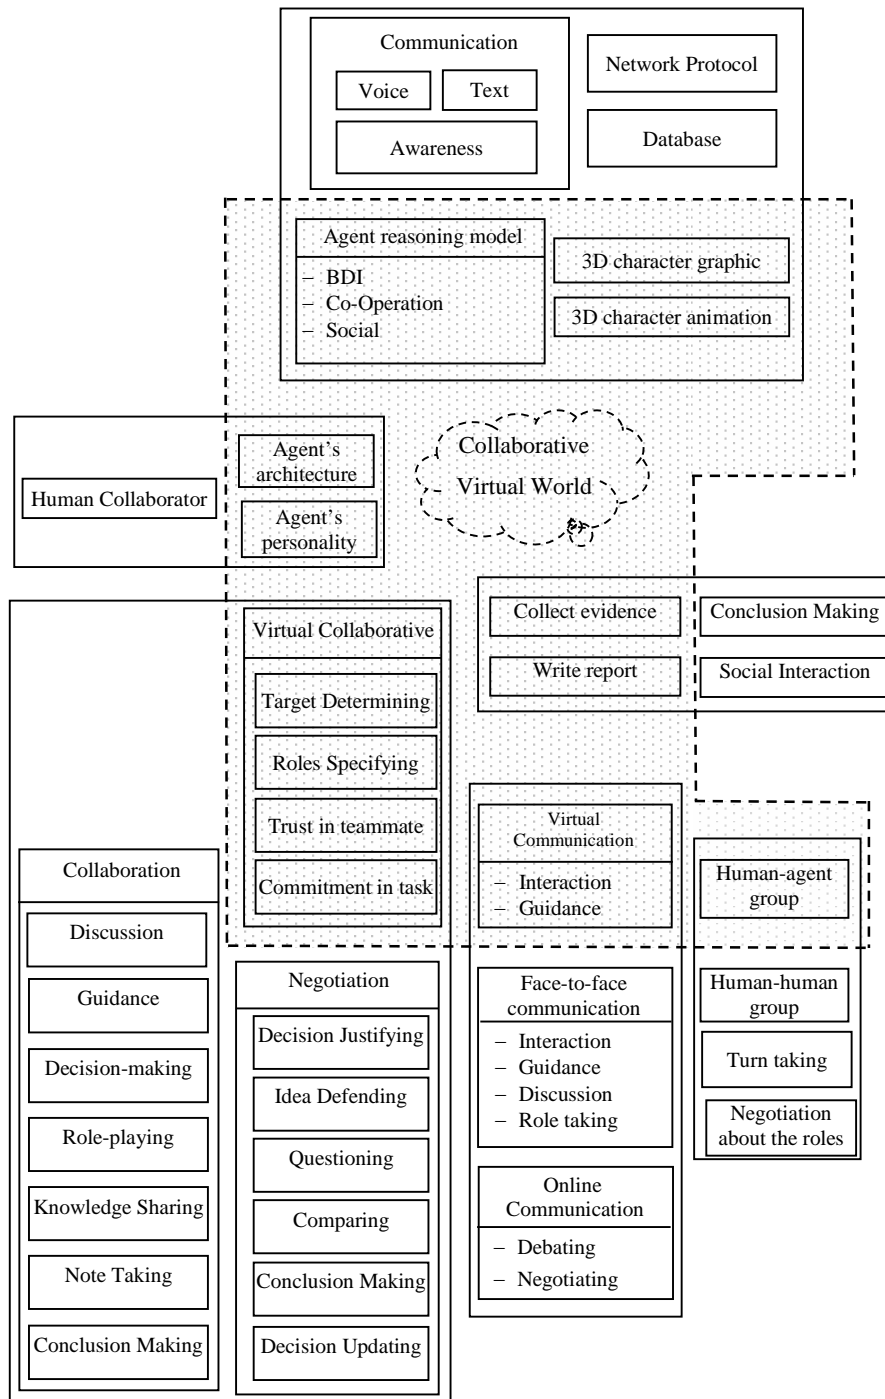 Communication
Voice
Text
Awareness
Network Protocol
Database
Agent reasoning model
– BDI
– Co-Operation
– Social
3D character graphic
3D character animation
Human Collaborator
Agent's
architecture
Agent's
personality
Collaborative
Virtual World
Collect evidence
Conclusion Making
Write report
Social Interaction
Virtual Collaborative
Target Determining
Roles Specifying
Trust in teammate
Commitment in task
Collaboration
Discussion
Guidance
Decision-making
Role-playing
Knowledge Sharing
Note Taking
Conclusion Making
Negotiation
Decision Justifying
Idea Defending
Questioning
Comparing
Conclusion Making
Decision Updating
Virtual
Communication
– Interaction
– Guidance
Face-to-face
communication
– Interaction
– Guidance
– Discussion
– Role taking
Online
Communication
– Debating
– Negotiating
Human-agent
group
Human-human
group
Turn taking
Negotiation
about the roles